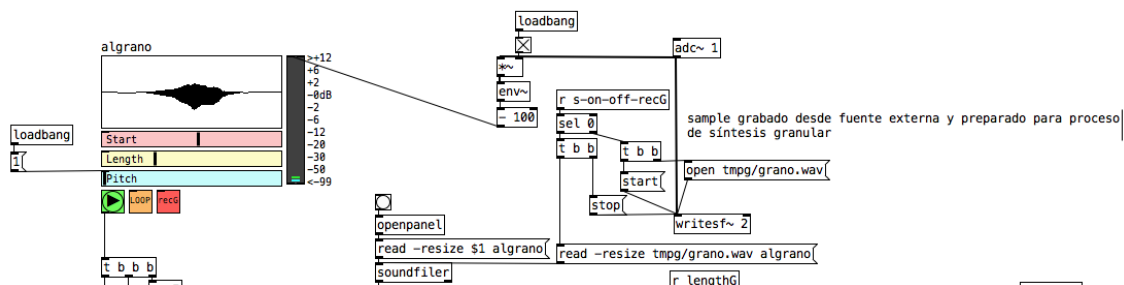 loadbang
algrano
adc~ 1
>+12
+6
+2
-0dB
-2
-6
-12
-20
-30
-50
<-99
*~
env~
- 100
r s-on-off-recG
sel 0
t b b
t b b
sample grabado desde fuente externa y preparado para proceso
de síntesis granular
loadbang
1
Start
Length
Pitch
LOOP
recG
open tmpg/grano.wav
start
stop
writesf~ 2
openpanel
read -resize $1 algrano
read -resize tmpg/grano.wav algrano
soundfiler
t b b b
r lengthG